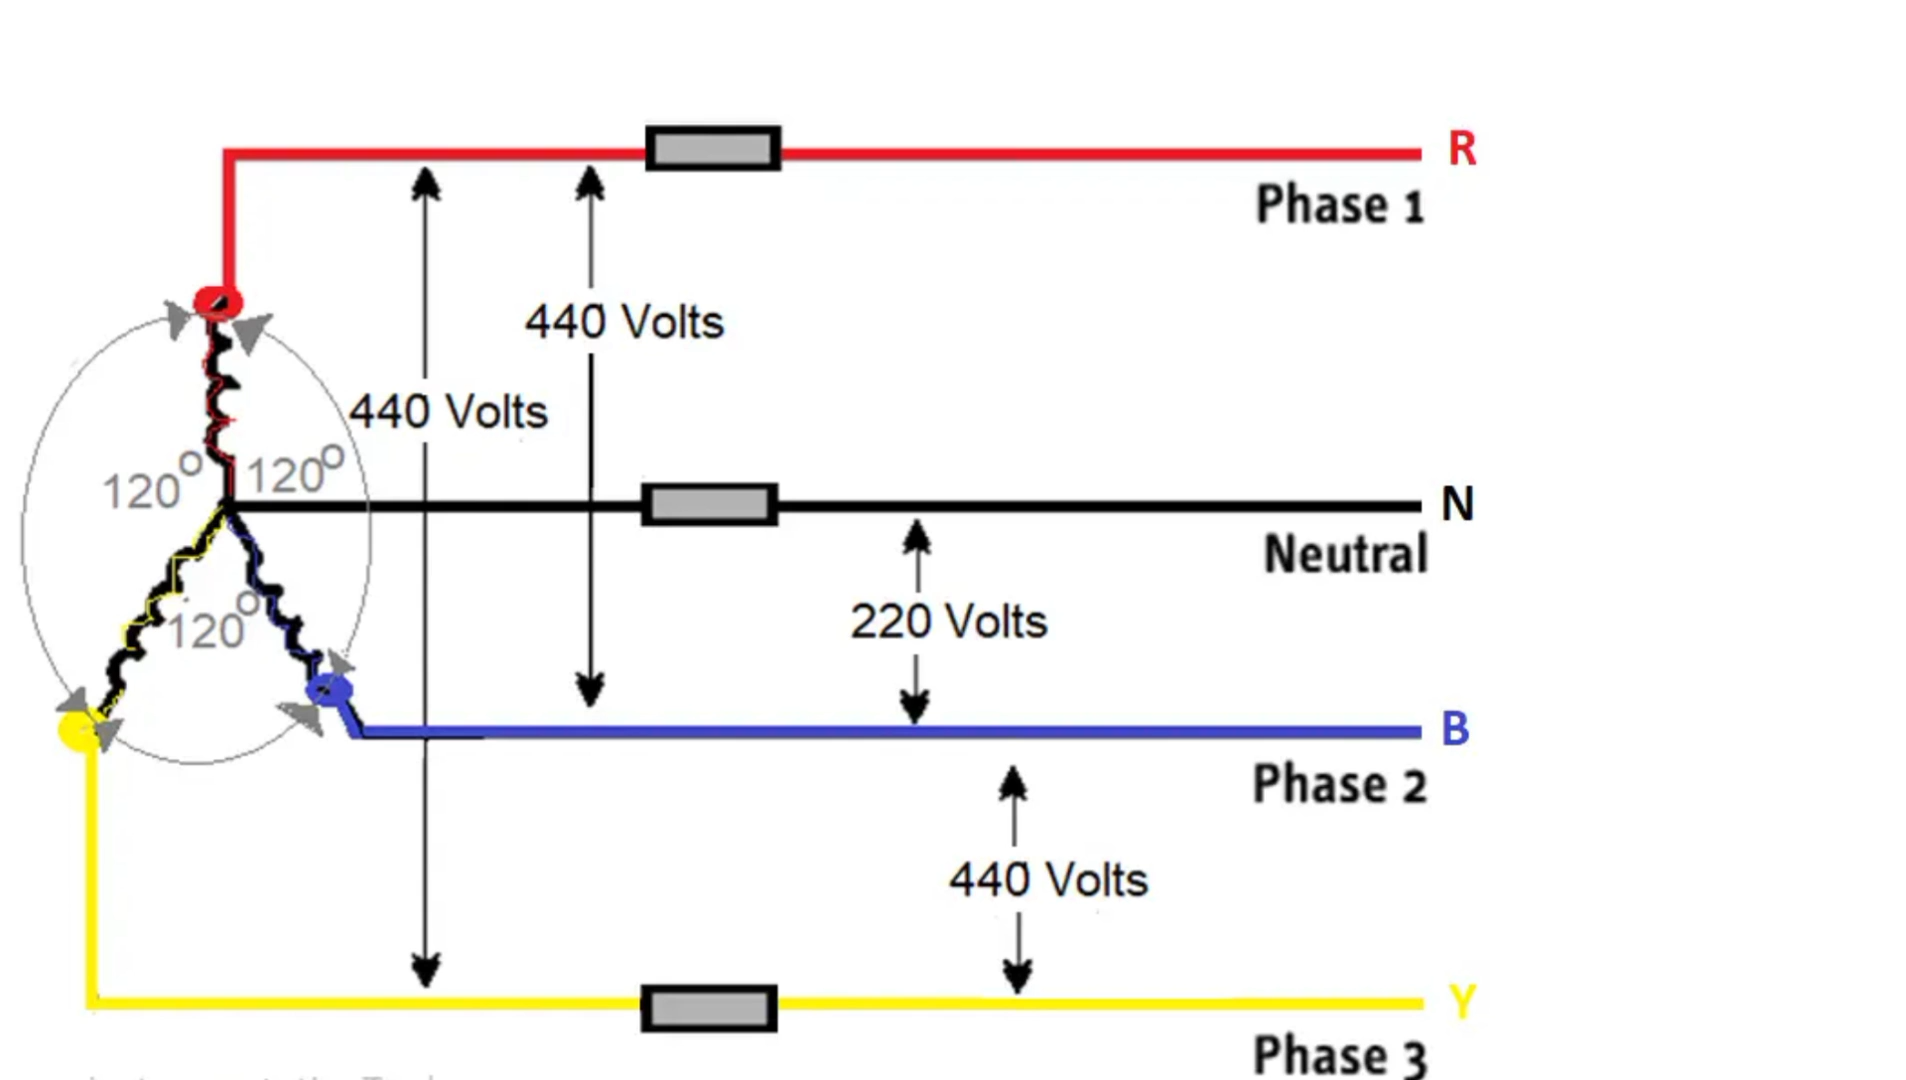 R
Phase 1
440 Volts
440 Volts
120° 120°
N
Neutral
120°
220 Volts
B
Phase 2
440 Volts
Y
Phase 3